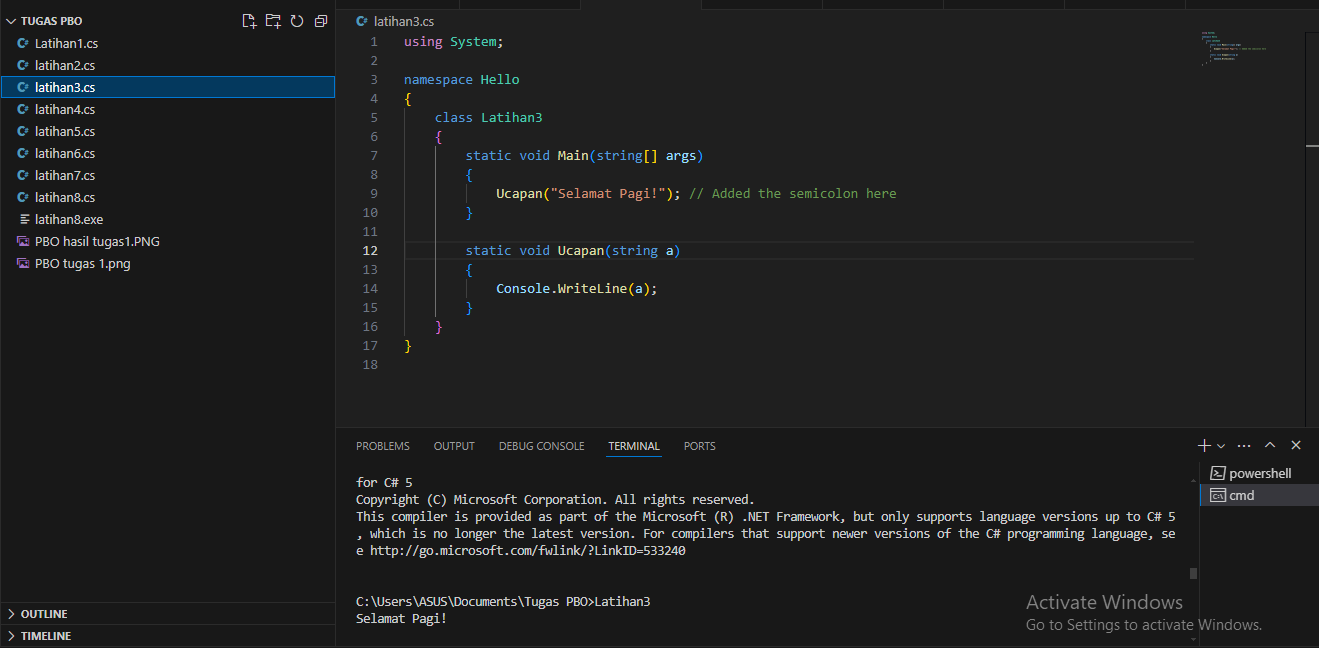 TUGAS PBO
Latihan1.cs
latihan2.cs
latihan3.cs
latihan4.cs
latihan5.cs
latihan6.cs
latihan7.cs
latihan8.cs
latihan8.exe
PBO hasil tugas1.PNG
PBO tugas 1.png
OUTLINE
TIMELINE
latihan3.cs
1 using System;
2
3 namespace Hello
4 {
5 class Latihan3
6 {
7 static void Main(string[] args)
8 {
9 Ucapan("Selamat Pagi!"); // Added the semicolon here
10 }
11
12 static void Ucapan(string a)
13 {
14 Console.WriteLine(a);
15 }
16 }
17 }
18
PROBLEMS OUTPUT DEBUG CONSOLE TERMINAL PORTS
for C# 5
Copyright (C) Microsoft Corporation. All rights reserved.
This compiler is provided as part of the Microsoft (R) .NET Framework, but only supports language versions up to C# 5
, which is no longer the latest version. For compilers that support newer versions of the C# programming language, se
e http://go.microsoft.com/fwlink/?LinkID=533240
C:\Users\ASUS\Documents\Tugas PBO>Latihan3
Selamat Pagi!
powershell
cmd
Activate Windows
Go to Settings to activate Windows.